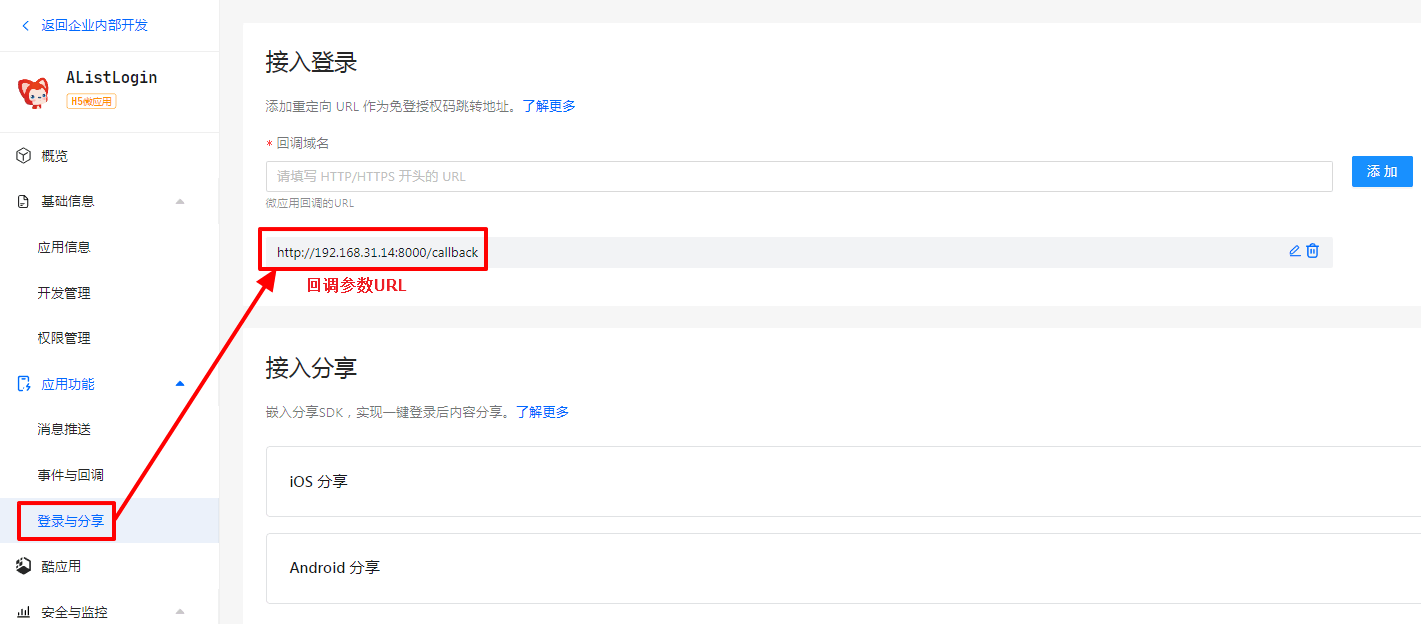 返回企业内部开发
AListLogin
H5微应用
概览
基础信息
应用信息
开发管理
权限管理
应用功能
消息推送
事件与回调
登录与分享
酷应用
安全与监控
接入登录
添加重定向 URL 作为免登授权码跳转地址。了解更多
* 回调域名
请填写 HTTP/HTTPS 开头的 URL
添 加
微应用回调的URL
http://192.168.31.14:8000/callback
回调参数URL
接入分享
嵌入分享SDK，实现一键登录后内容分享。了解更多
iOS 分享
Android 分享